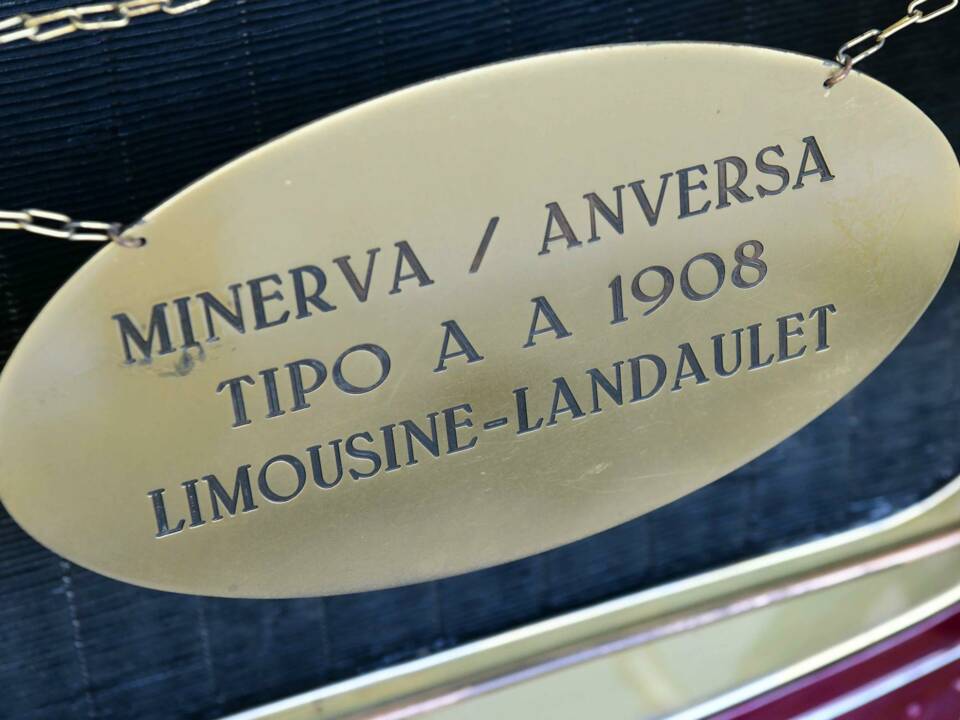 MINERVA / ANVERSA
TIPO A A 1908
LIMOUSINE-LANDAULET